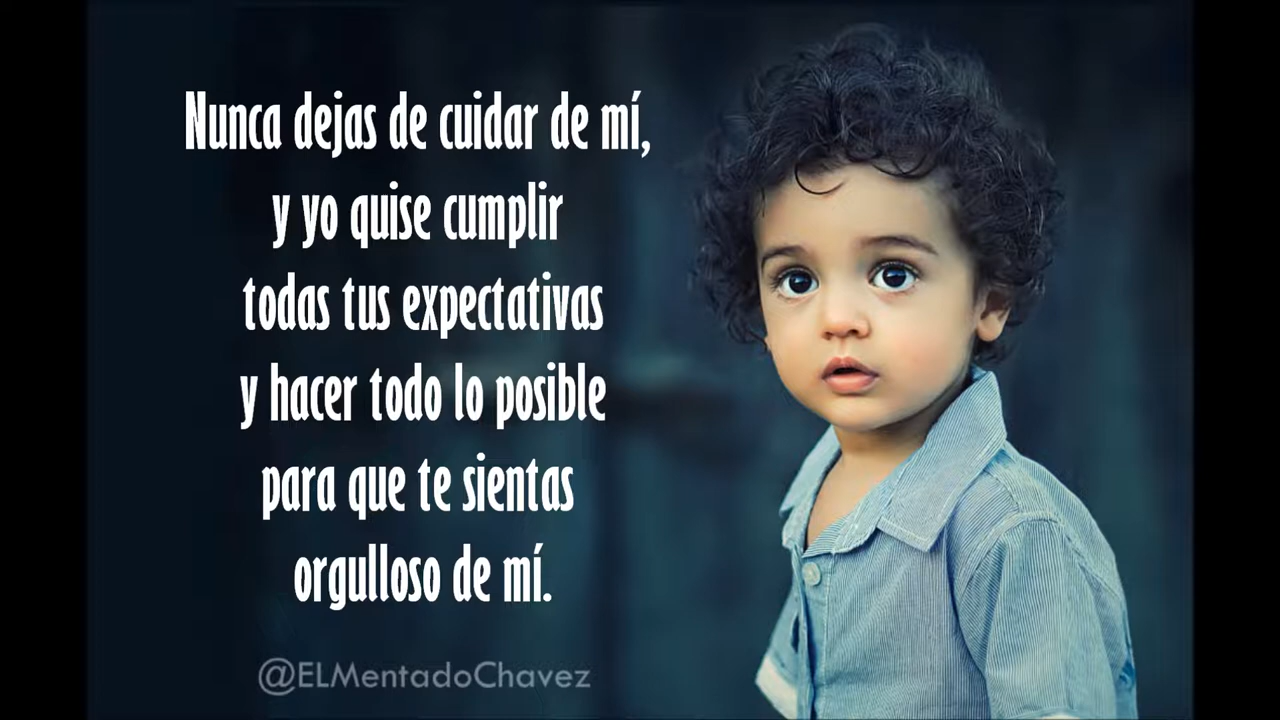 Nunca dejas de cuidar de mí,
y yo quise cumplir
todas tus expectativas
y hacer todo lo posible
para que te sientas
orgulloso de mí.
@ELMentadoChavez